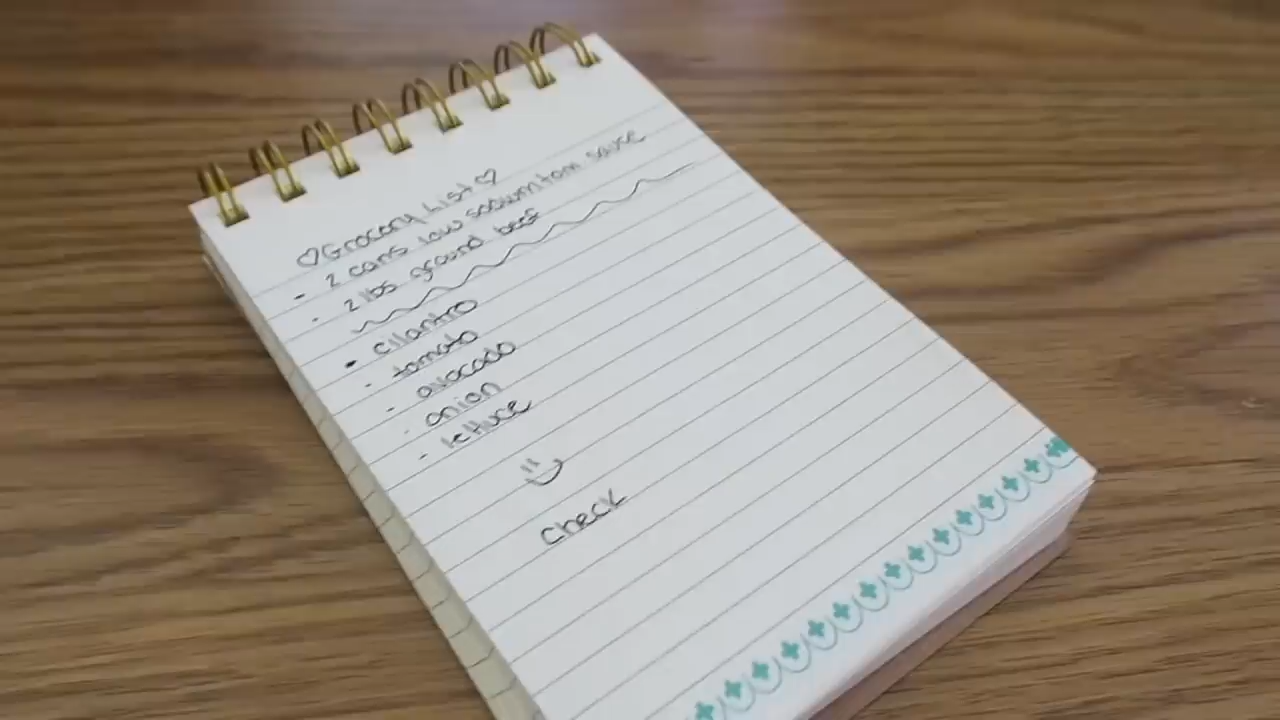 ♡Grocery List♡
- 2 cans low sodium tom sauce
- 2 lbs ground beef
- cilantro
- tomato
- avocado
- onion
- lettuce
check